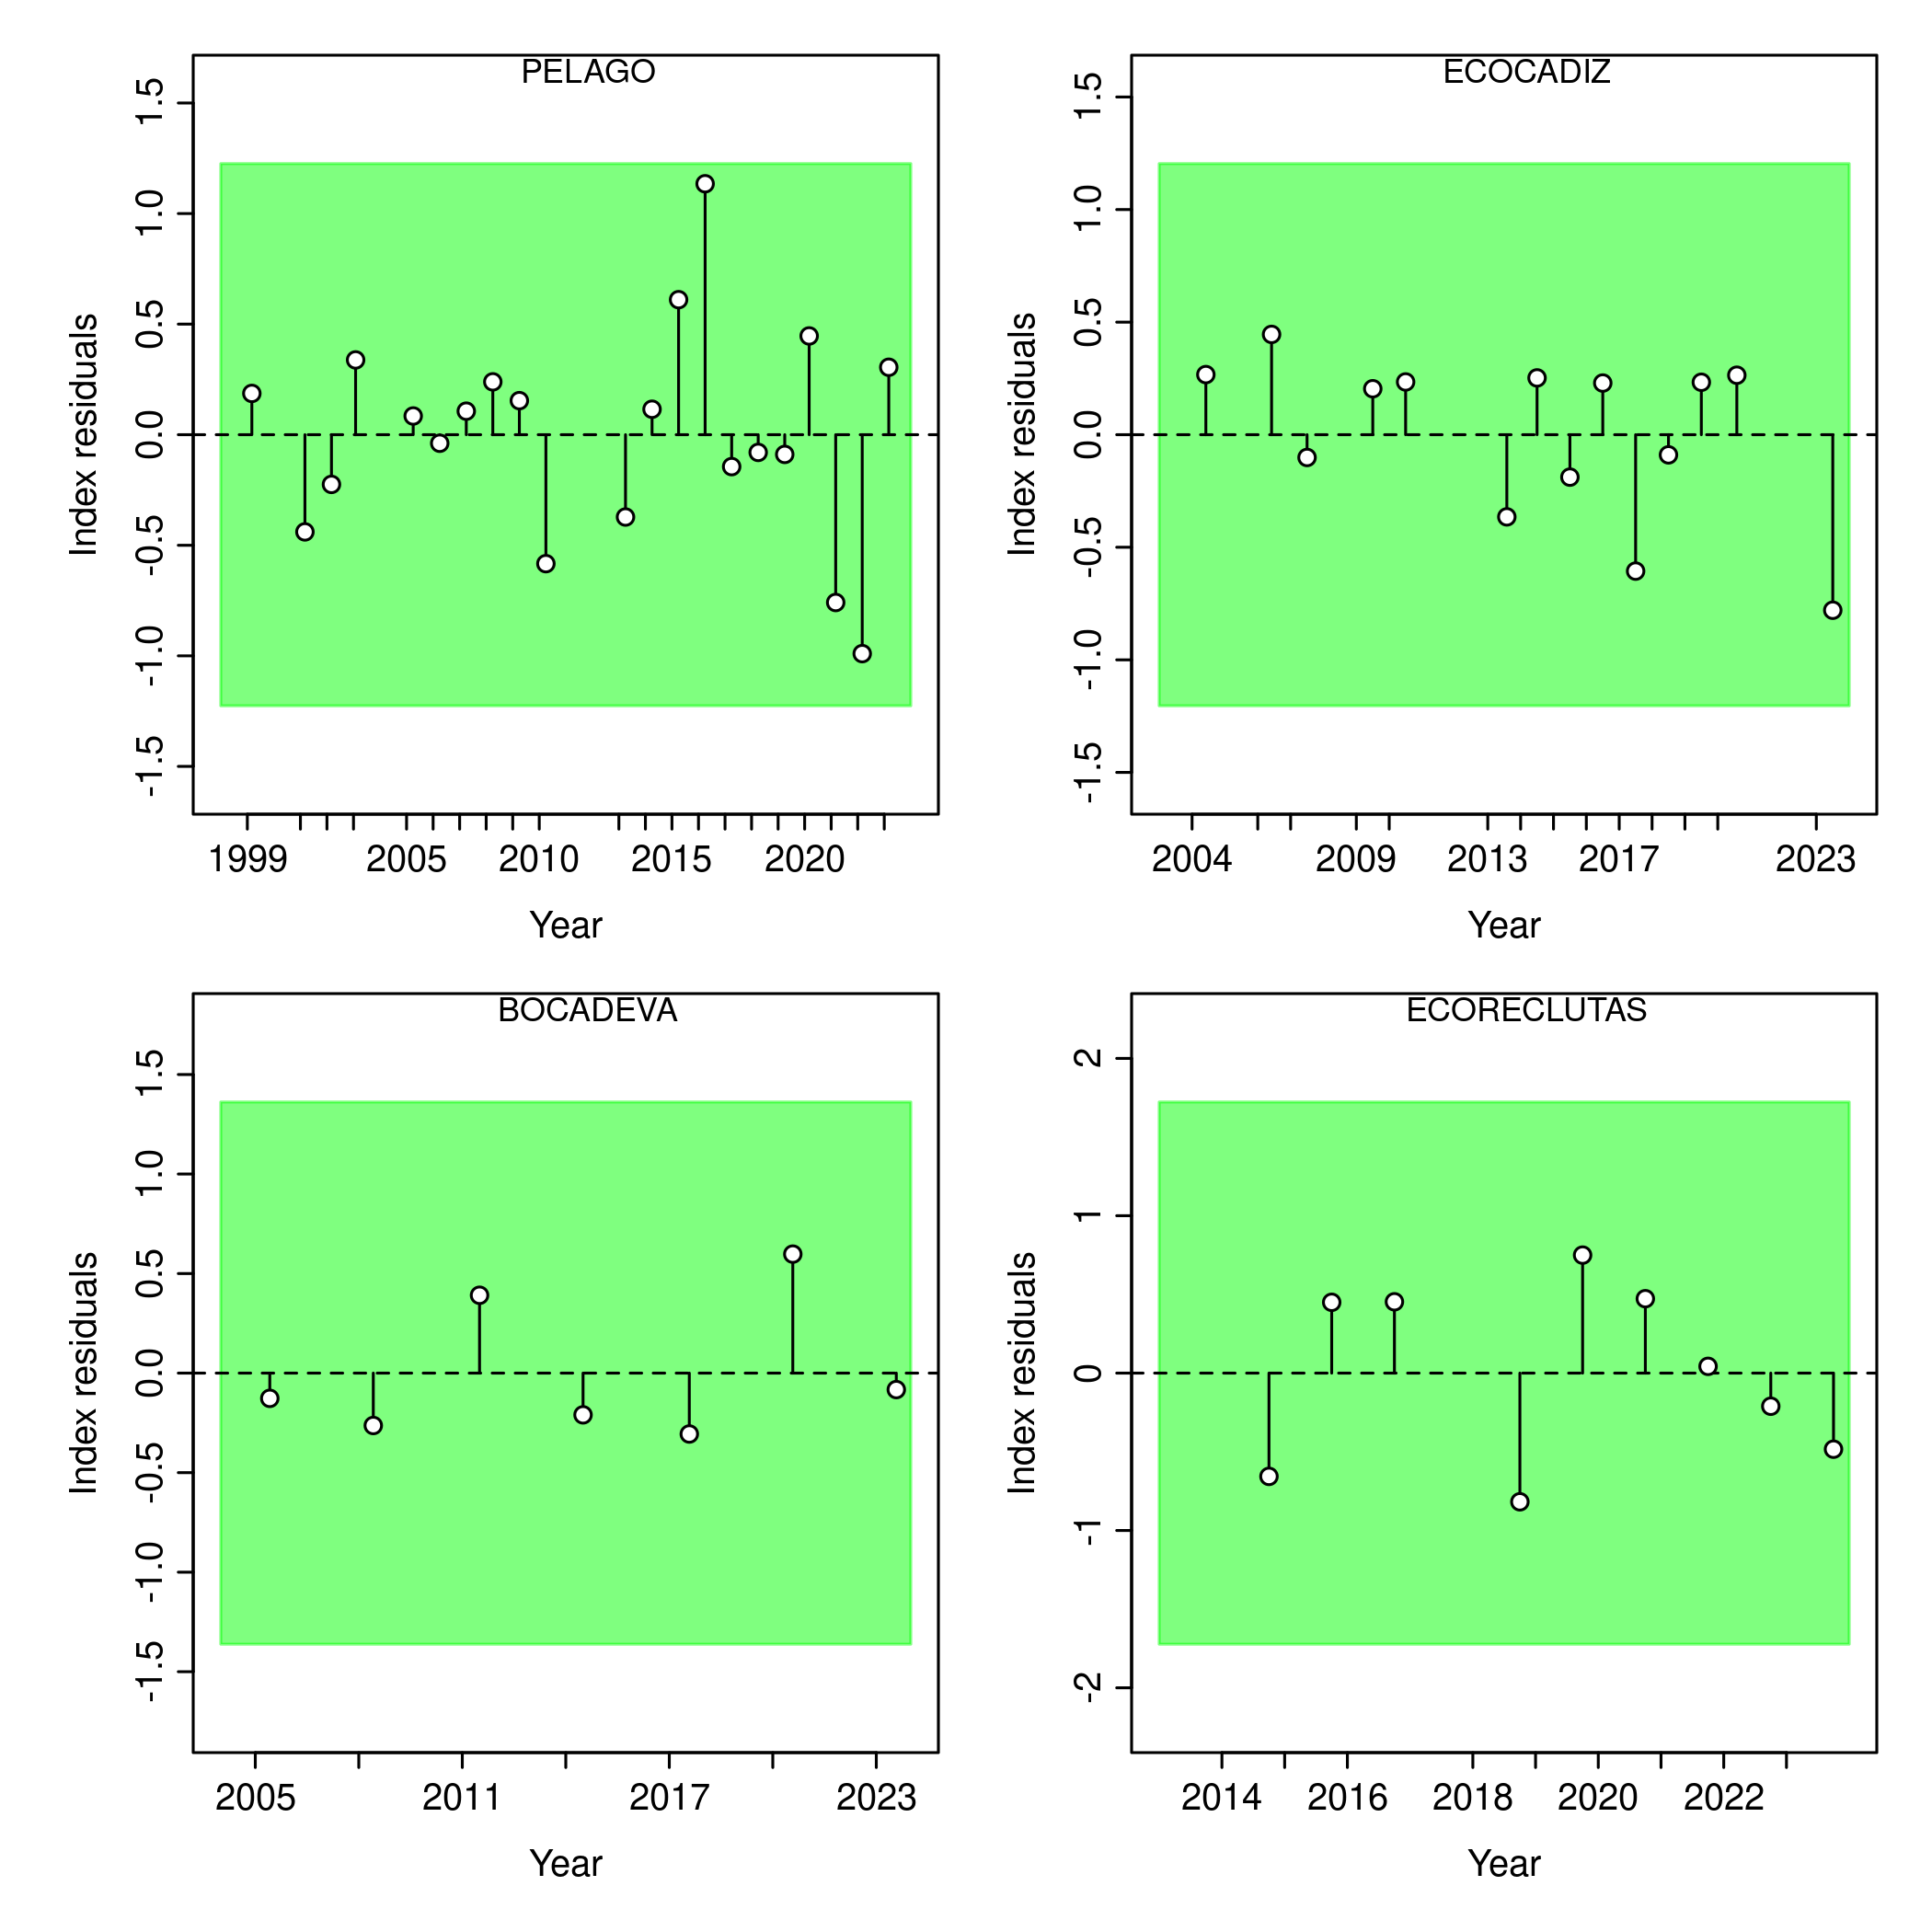 PELAGO
Index residuals
1.5
1.0
0.5
0.0
-0.5
-1.0
-1.5
1999 2005 2010 2015 2020
Year
ECOCADIZ
Index residuals
1.5
1.0
0.5
0.0
-0.5
-1.0
-1.5
2004 2009 2013 2017 2023
Year
BOCADEVA
Index residuals
1.5
1.0
0.5
0.0
-0.5
-1.0
-1.5
2005 2011 2017 2023
Year
ECORECLUTAS
Index residuals
2
1
0
-1
-2
2014 2016 2018 2020 2022
Year